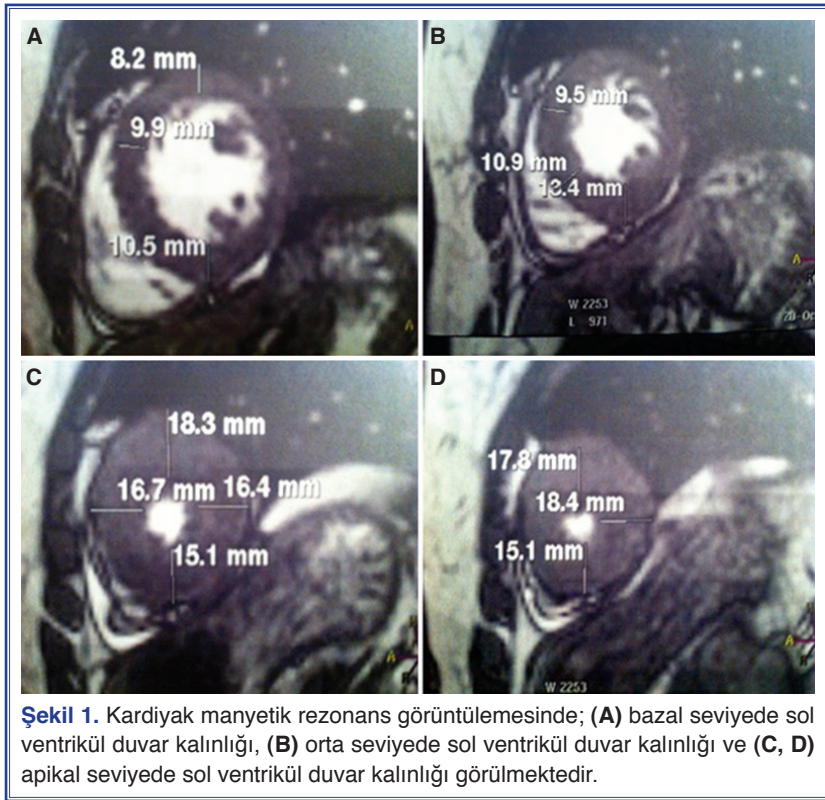 A
8.2 mm
9.9 mm
10.5 mm
A
B
9.5 mm
10.9 mm
13.4 mm
A
R
W 2253
L 971
20-Oc
C
18.3 mm
16.7 mm 16.4 mm
15.1 mm
A
R
D
17.8 mm
18.4 mm
15.1 mm
A
R
W 2253
Şekil 1. Kardiyak manyetik rezonans görüntülemesinde; (A) bazal seviyede sol
ventrikül duvar kalınlığı, (B) orta seviyede sol ventrikül duvar kalınlığı ve (C, D)
apikal seviyede sol ventrikül duvar kalınlığı görülmektedir.